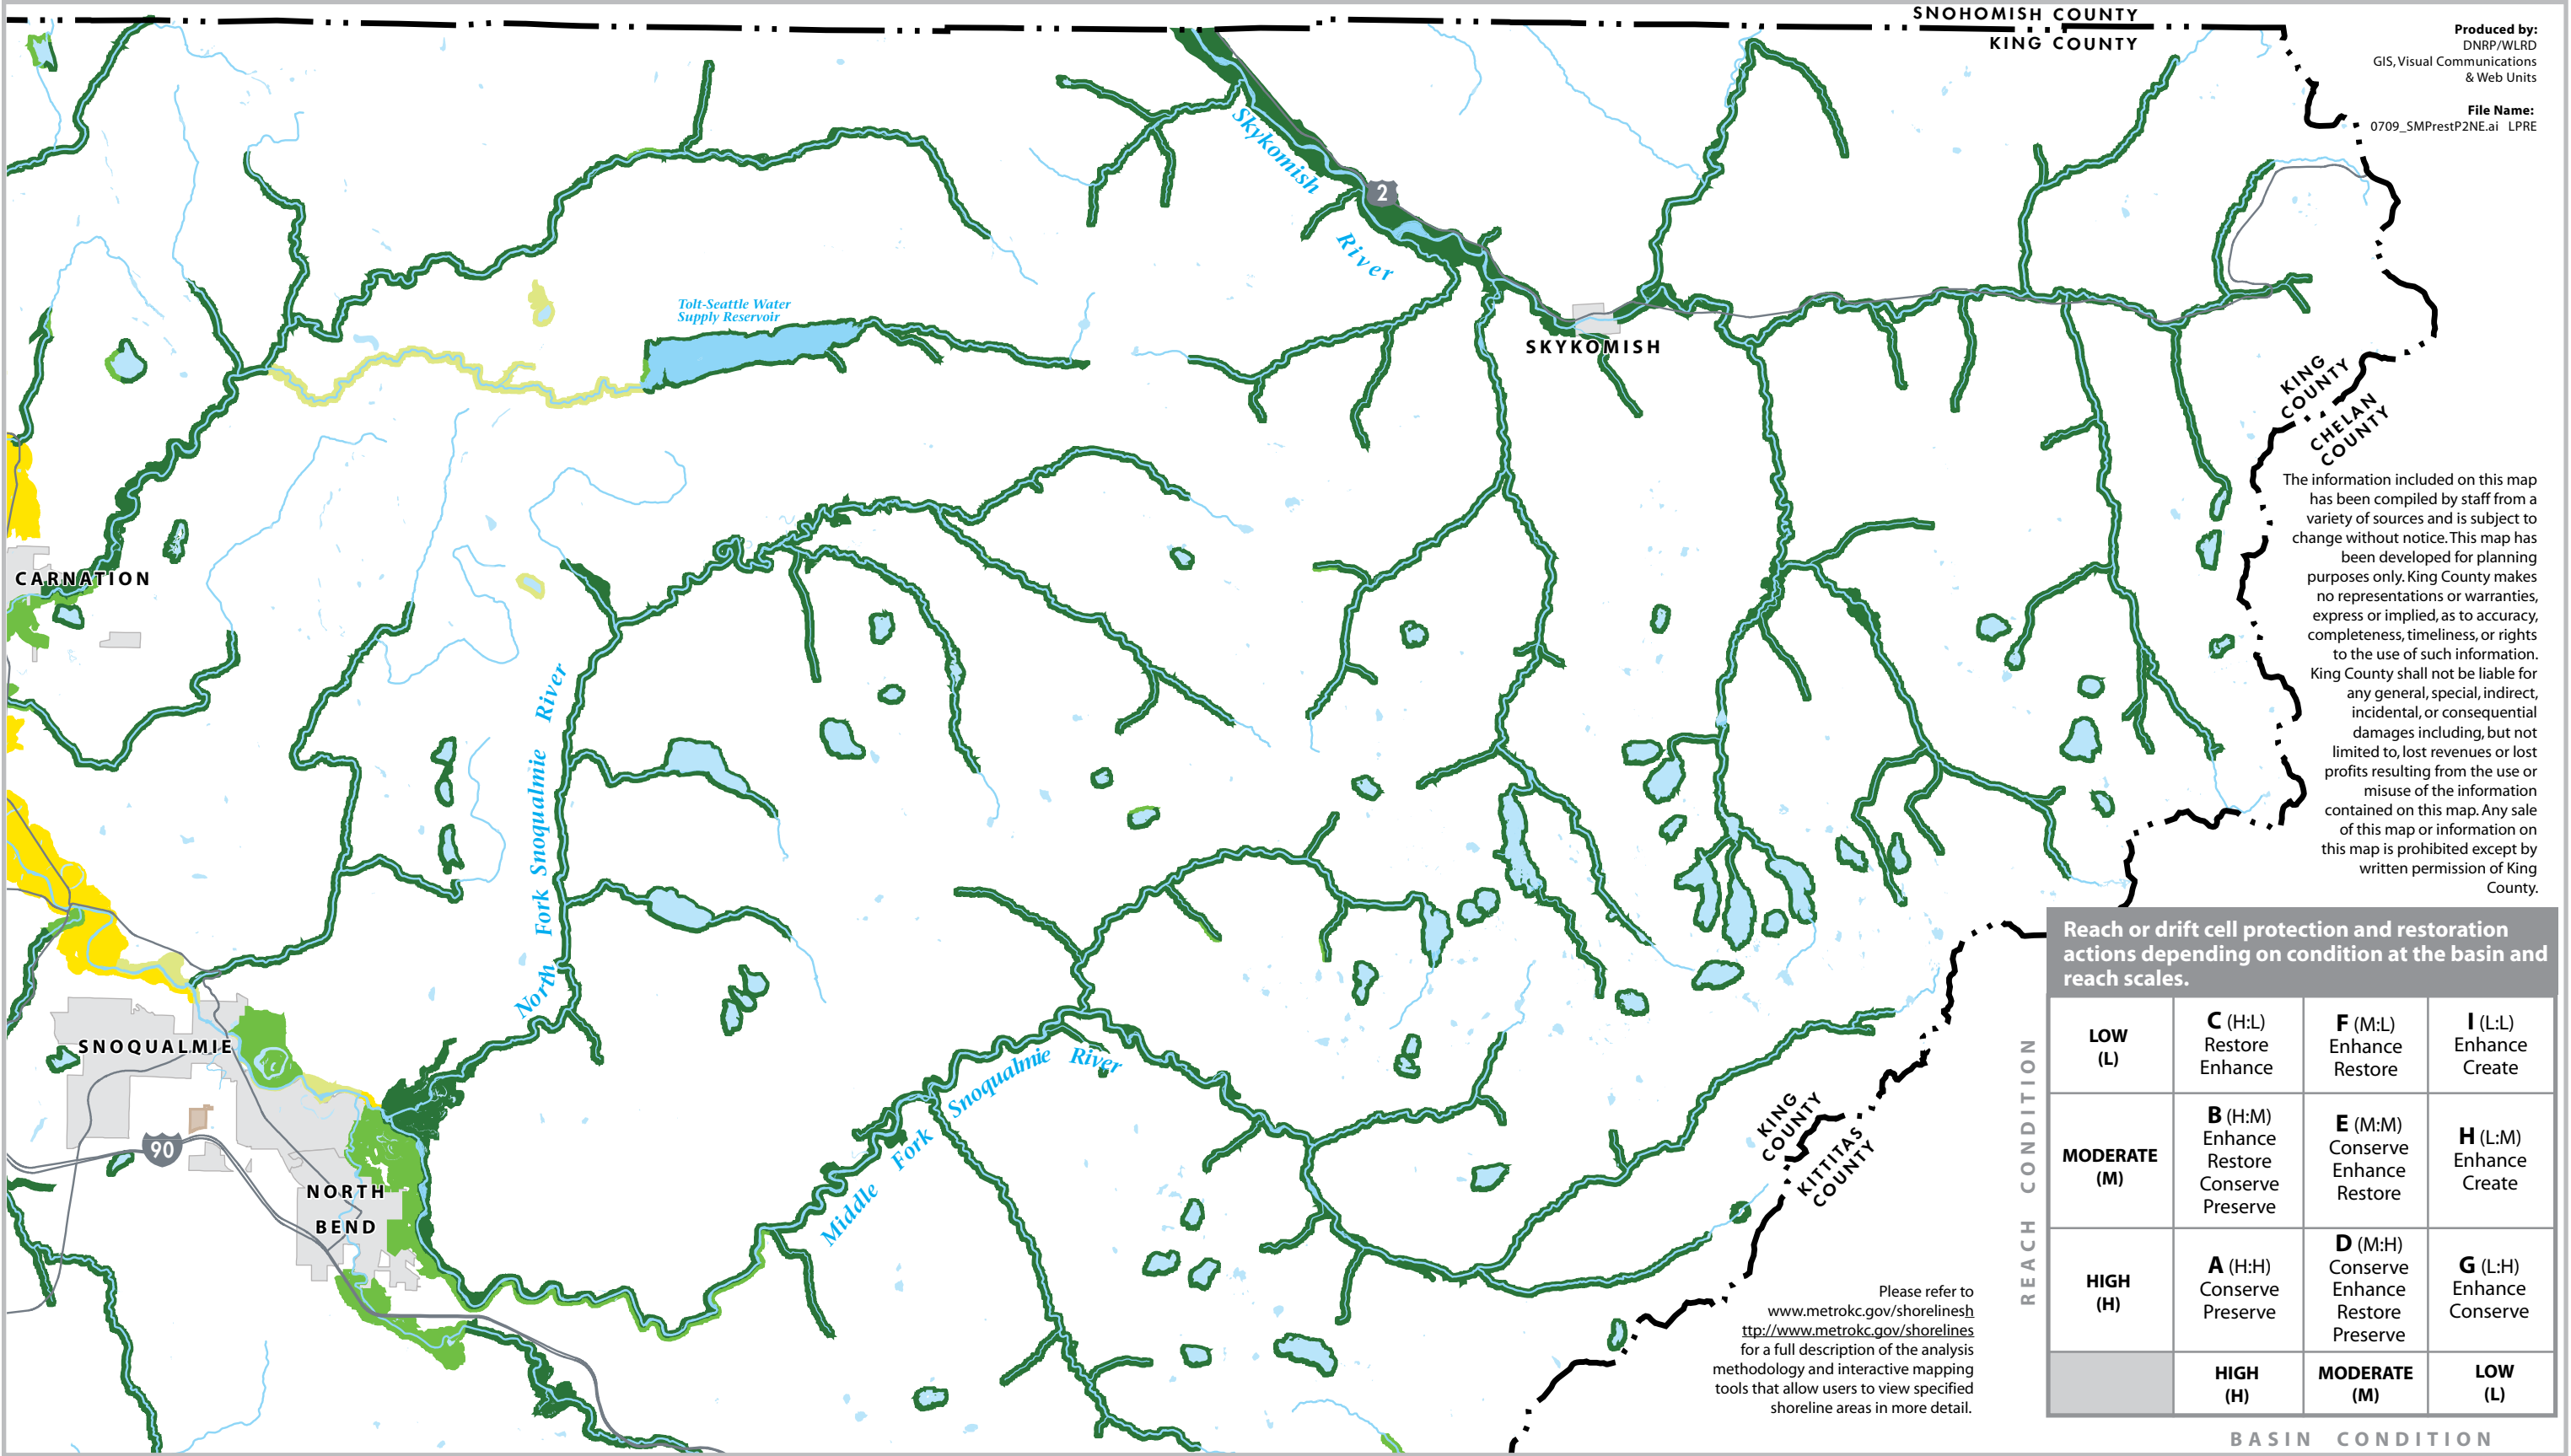 SNOHOMISH COUNTY
KING COUNTY
Produced by:
DNRP/WLRD
GIS, Visual Communications
& Web Units
File Name:
0709_SMPrestP2NE.ai LPRE
Skykomish
River
2
Tolt-Seattle Water
Supply Reservoir
SKYKOMISH
KING
COUNTY
CHELAN
COUNTY
The information included on this map
has been compiled by staff from a
variety of sources and is subject to
change without notice. This map has
been developed for planning
purposes only. King County makes
no representations or warranties,
express or implied, as to accuracy,
completeness, timeliness, or rights
to the use of such information.
King County shall not be liable for
any general, special, indirect,
incidental, or consequential
damages including, but not
limited to, lost revenues or lost
profits resulting from the use or
misuse of the information
contained on this map. Any sale
of this map or information on
this map is prohibited except by
written permission of King
County.
CARNATION
North Fork Snoqualmie River
SNOQUALMIE
90
NORTH
BEND
Middle Fork Snoqualmie River
KING
COUNTY
KITTITAS
COUNTY
Please refer to
www.metrokc.gov/shorelinesh
ttp://www.metrokc.gov/shorelines
for a full description of the analysis
methodology and interactive mapping
tools that allow users to view specified
shoreline areas in more detail.
Reach or drift cell protection and restoration
actions depending on condition at the basin and
reach scales.
REACH CONDITION
LOW
(L)
C (H:L)
Restore
Enhance
F (M:L)
Enhance
Restore
I (L:L)
Enhance
Create
MODERATE
(M)
B (H:M)
Enhance
Restore
Conserve
Preserve
E (M:M)
Conserve
Enhance
Restore
H (L:M)
Enhance
Create
HIGH
(H)
A (H:H)
Conserve
Preserve
D (M:H)
Conserve
Enhance
Restore
Preserve
G (L:H)
Enhance
Conserve
HIGH
(H)
MODERATE
(M)
LOW
(L)
BASIN CONDITION